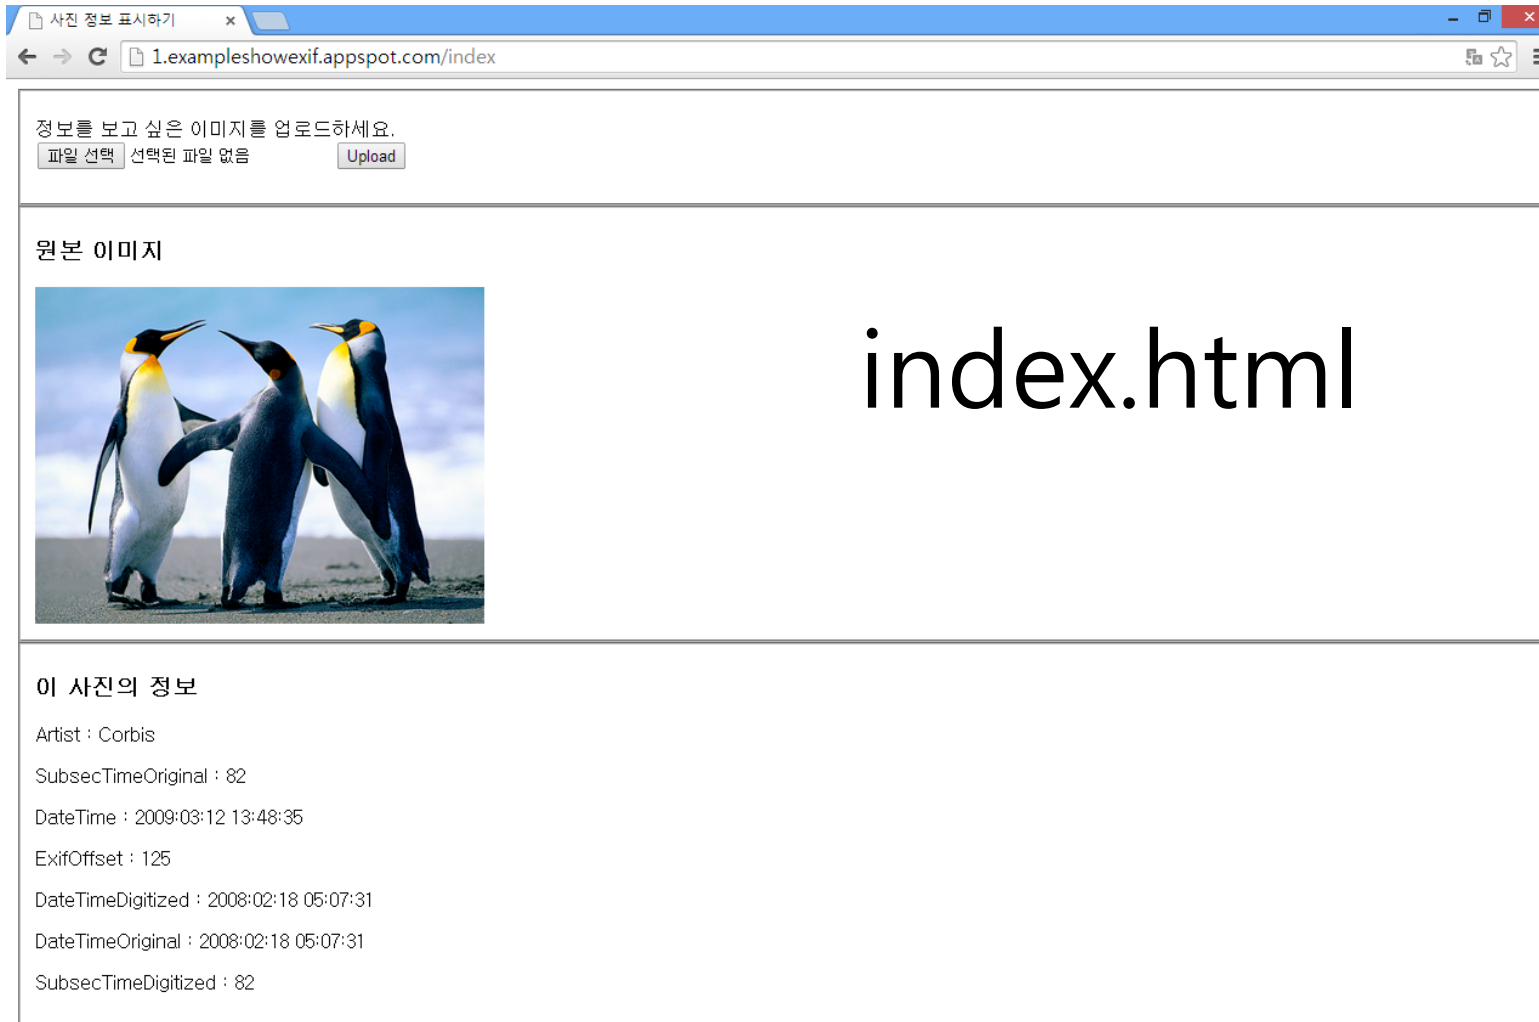 사진 정보 표시하기
1.exampleshowexif.appspot.com/index
정보를 보고 싶은 이미지를 업로드하세요.
파일 선택 선택된 파일 없음 Upload
원본 이미지
index.html
이 사진의 정보
Artist : Corbis
SubsecTimeOriginal : 82
DateTime : 2009:03:12 13:48:35
ExifOffset : 125
DateTimeDigitized : 2008:02:18 05:07:31
DateTimeOriginal : 2008:02:18 05:07:31
SubsecTimeDigitized : 82